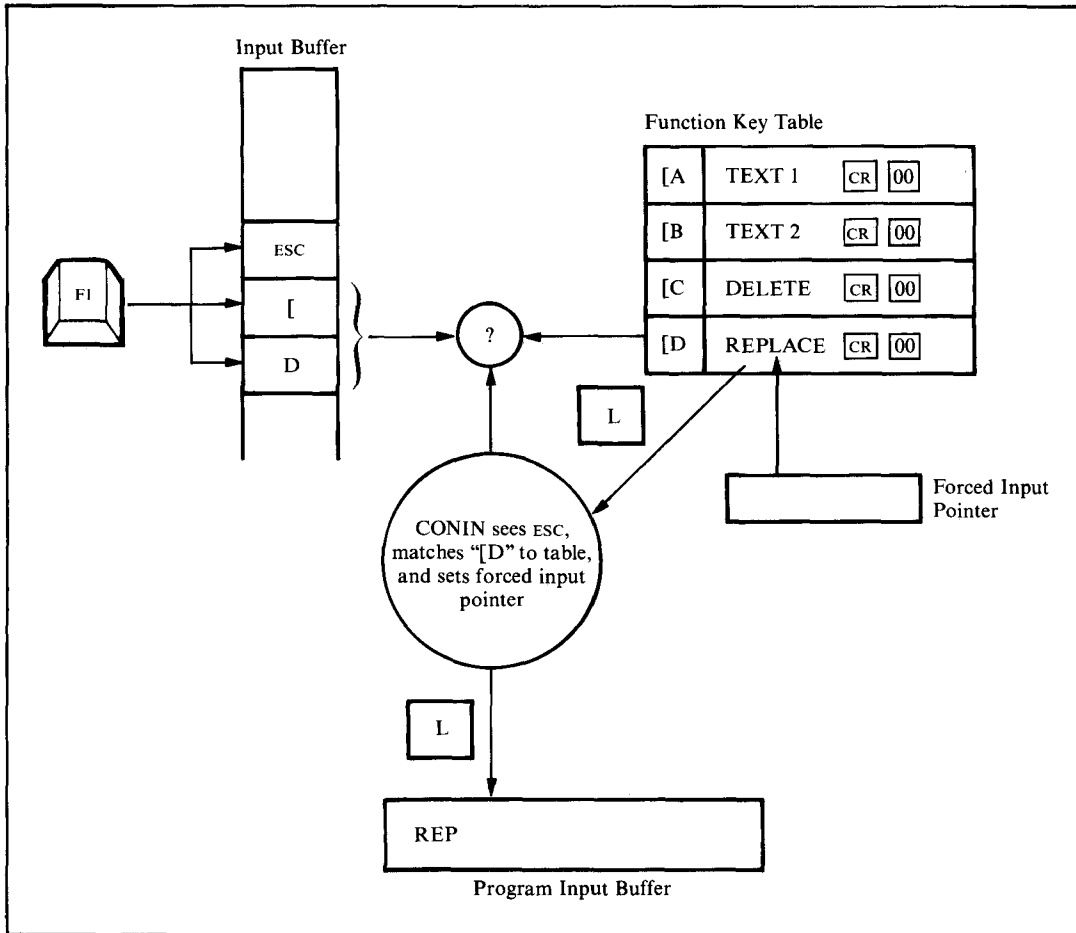 Input Buffer
Function Key Table
[A TEXT 1 CR 00
[B TEXT 2 CR 00
[C DELETE CR 00
[D REPLACE CR 00
F1
ESC
[
D
?
L
Forced Input
Pointer
CONIN sees ESC,
matches “[D” to table,
and sets forced input
pointer
L
REP
Program Input Buffer